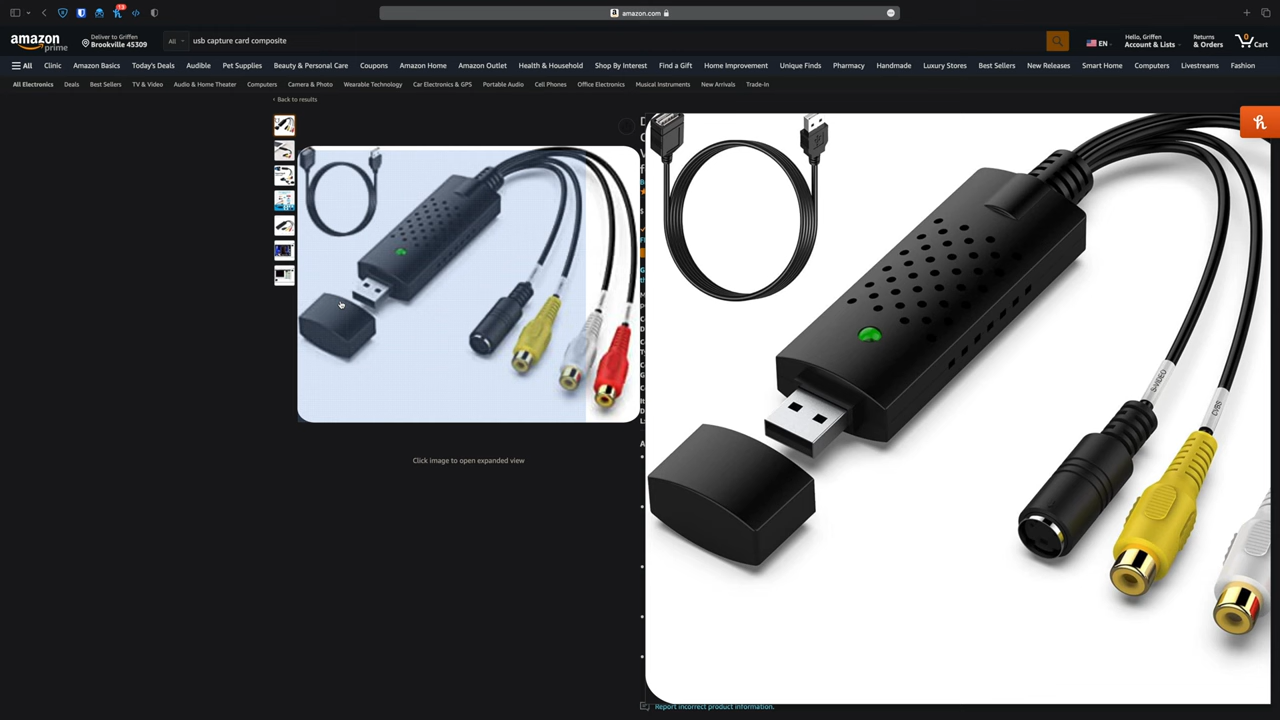 amazon.com
13
amazon
prime
Deliver to Griffen
Brookville 45309
All
usb capture card composite
EN
Hello, Griffen
Account & Lists
Returns
& Orders
0
Cart
All
Clinic
Amazon Basics
Today's Deals
Audible
Pet Supplies
Beauty & Personal Care
Coupons
Amazon Home
Amazon Outlet
Health & Household
Shop By Interest
Find a Gift
Home Improvement
Unique Finds
Pharmacy
Handmade
Luxury Stores
Best Sellers
New Releases
Smart Home
Computers
Livestreams
Fashion
All Electronics
Deals
Best Sellers
TV & Video
Audio & Home Theater
Computers
Camera & Photo
Wearable Technology
Car Electronics & GPS
Portable Audio
Cell Phones
Office Electronics
Musical Instruments
New Arrivals
Trade-In
‹ Back to results
S-VIDEO
Click image to open expanded view
Report incorrect product information.